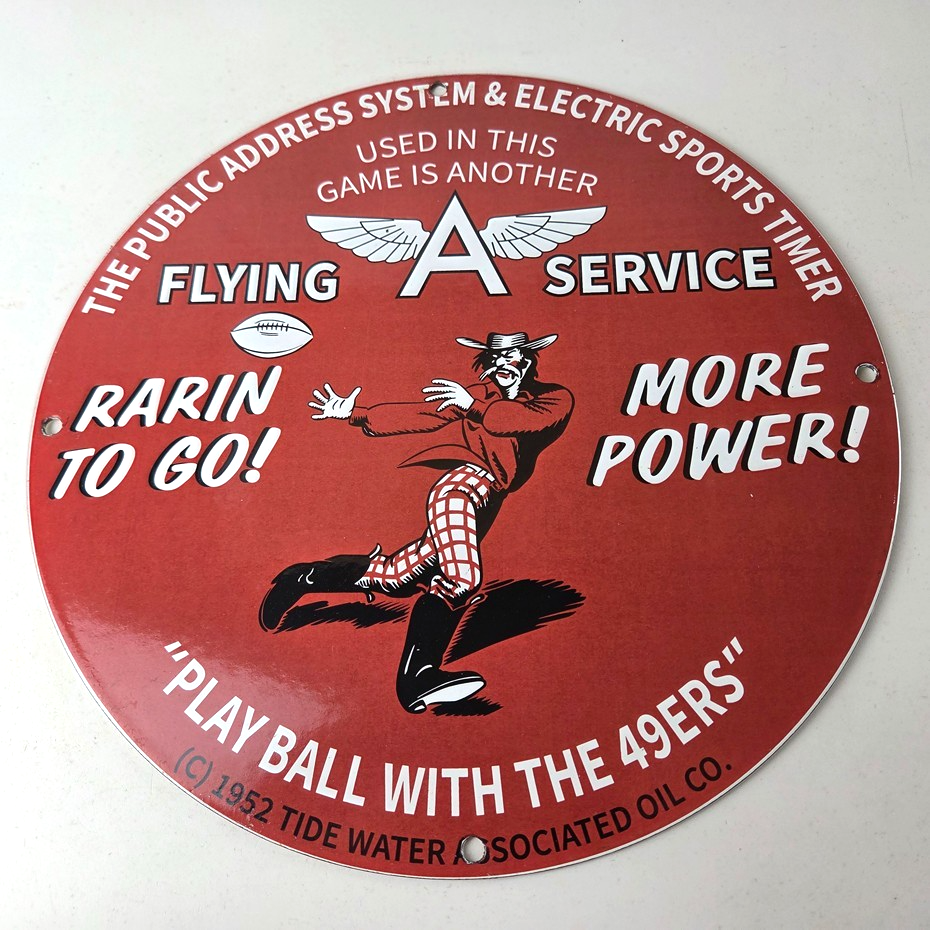 THE PUBLIC ADDRESS SYSTEM & ELECTRIC SPORTS TIMER
USED IN THIS
GAME IS ANOTHER
FLYING A SERVICE
RARIN
TO GO!
MORE
POWER!
“PLAY BALL WITH THE 49ERS”
(C) 1952 TIDE WATER ASSOCIATED OIL CO.